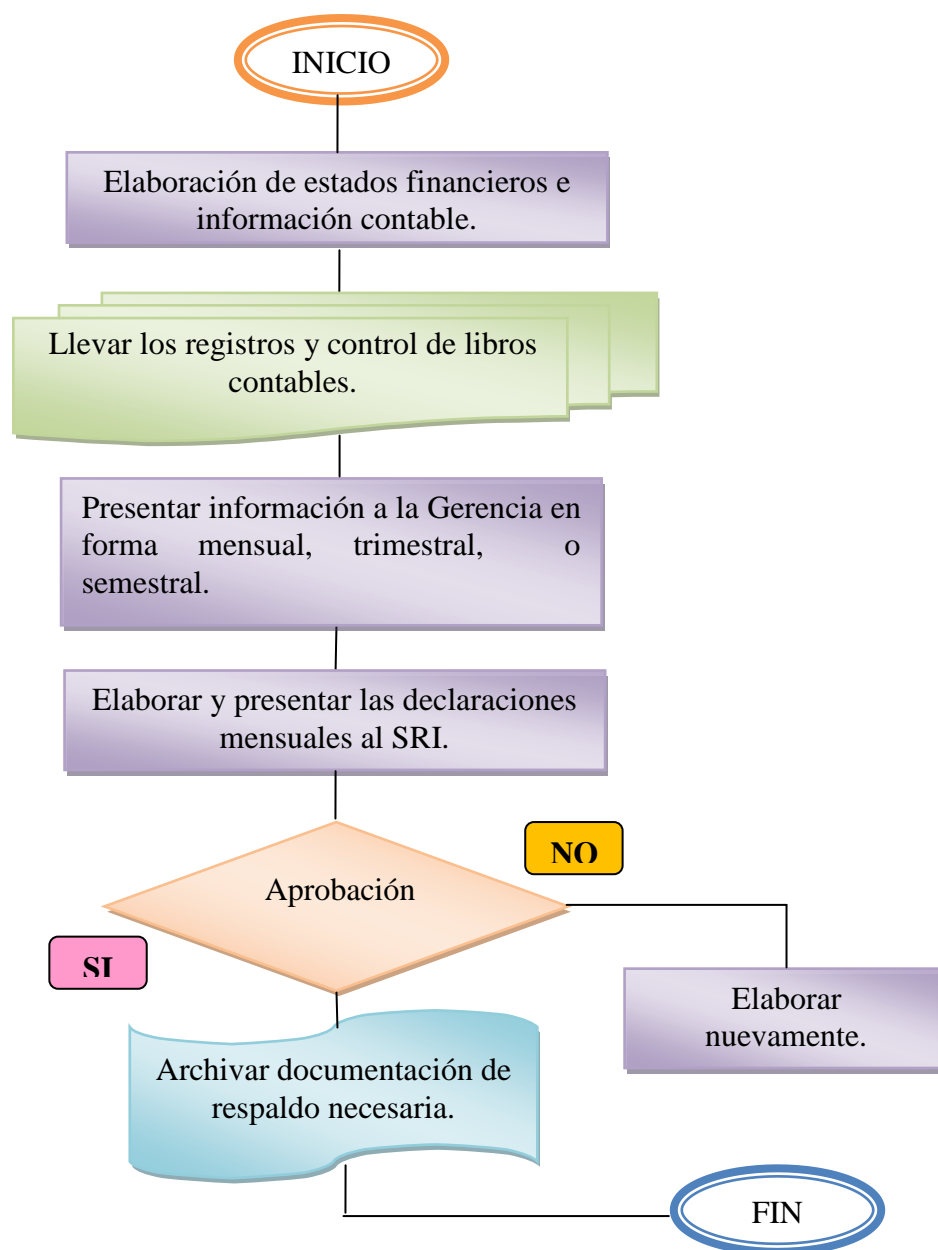 INICIO
Elaboración de estados financieros e
información contable.
Llevar los registros y control de libros
contables.
Presentar información a la Gerencia en
forma mensual, trimestral, o
semestral.
Elaborar y presentar las declaraciones
mensuales al SRI.
NO
Aprobación
SI
Elaborar
nuevamente.
Archivar documentación de
respaldo necesaria.
FIN